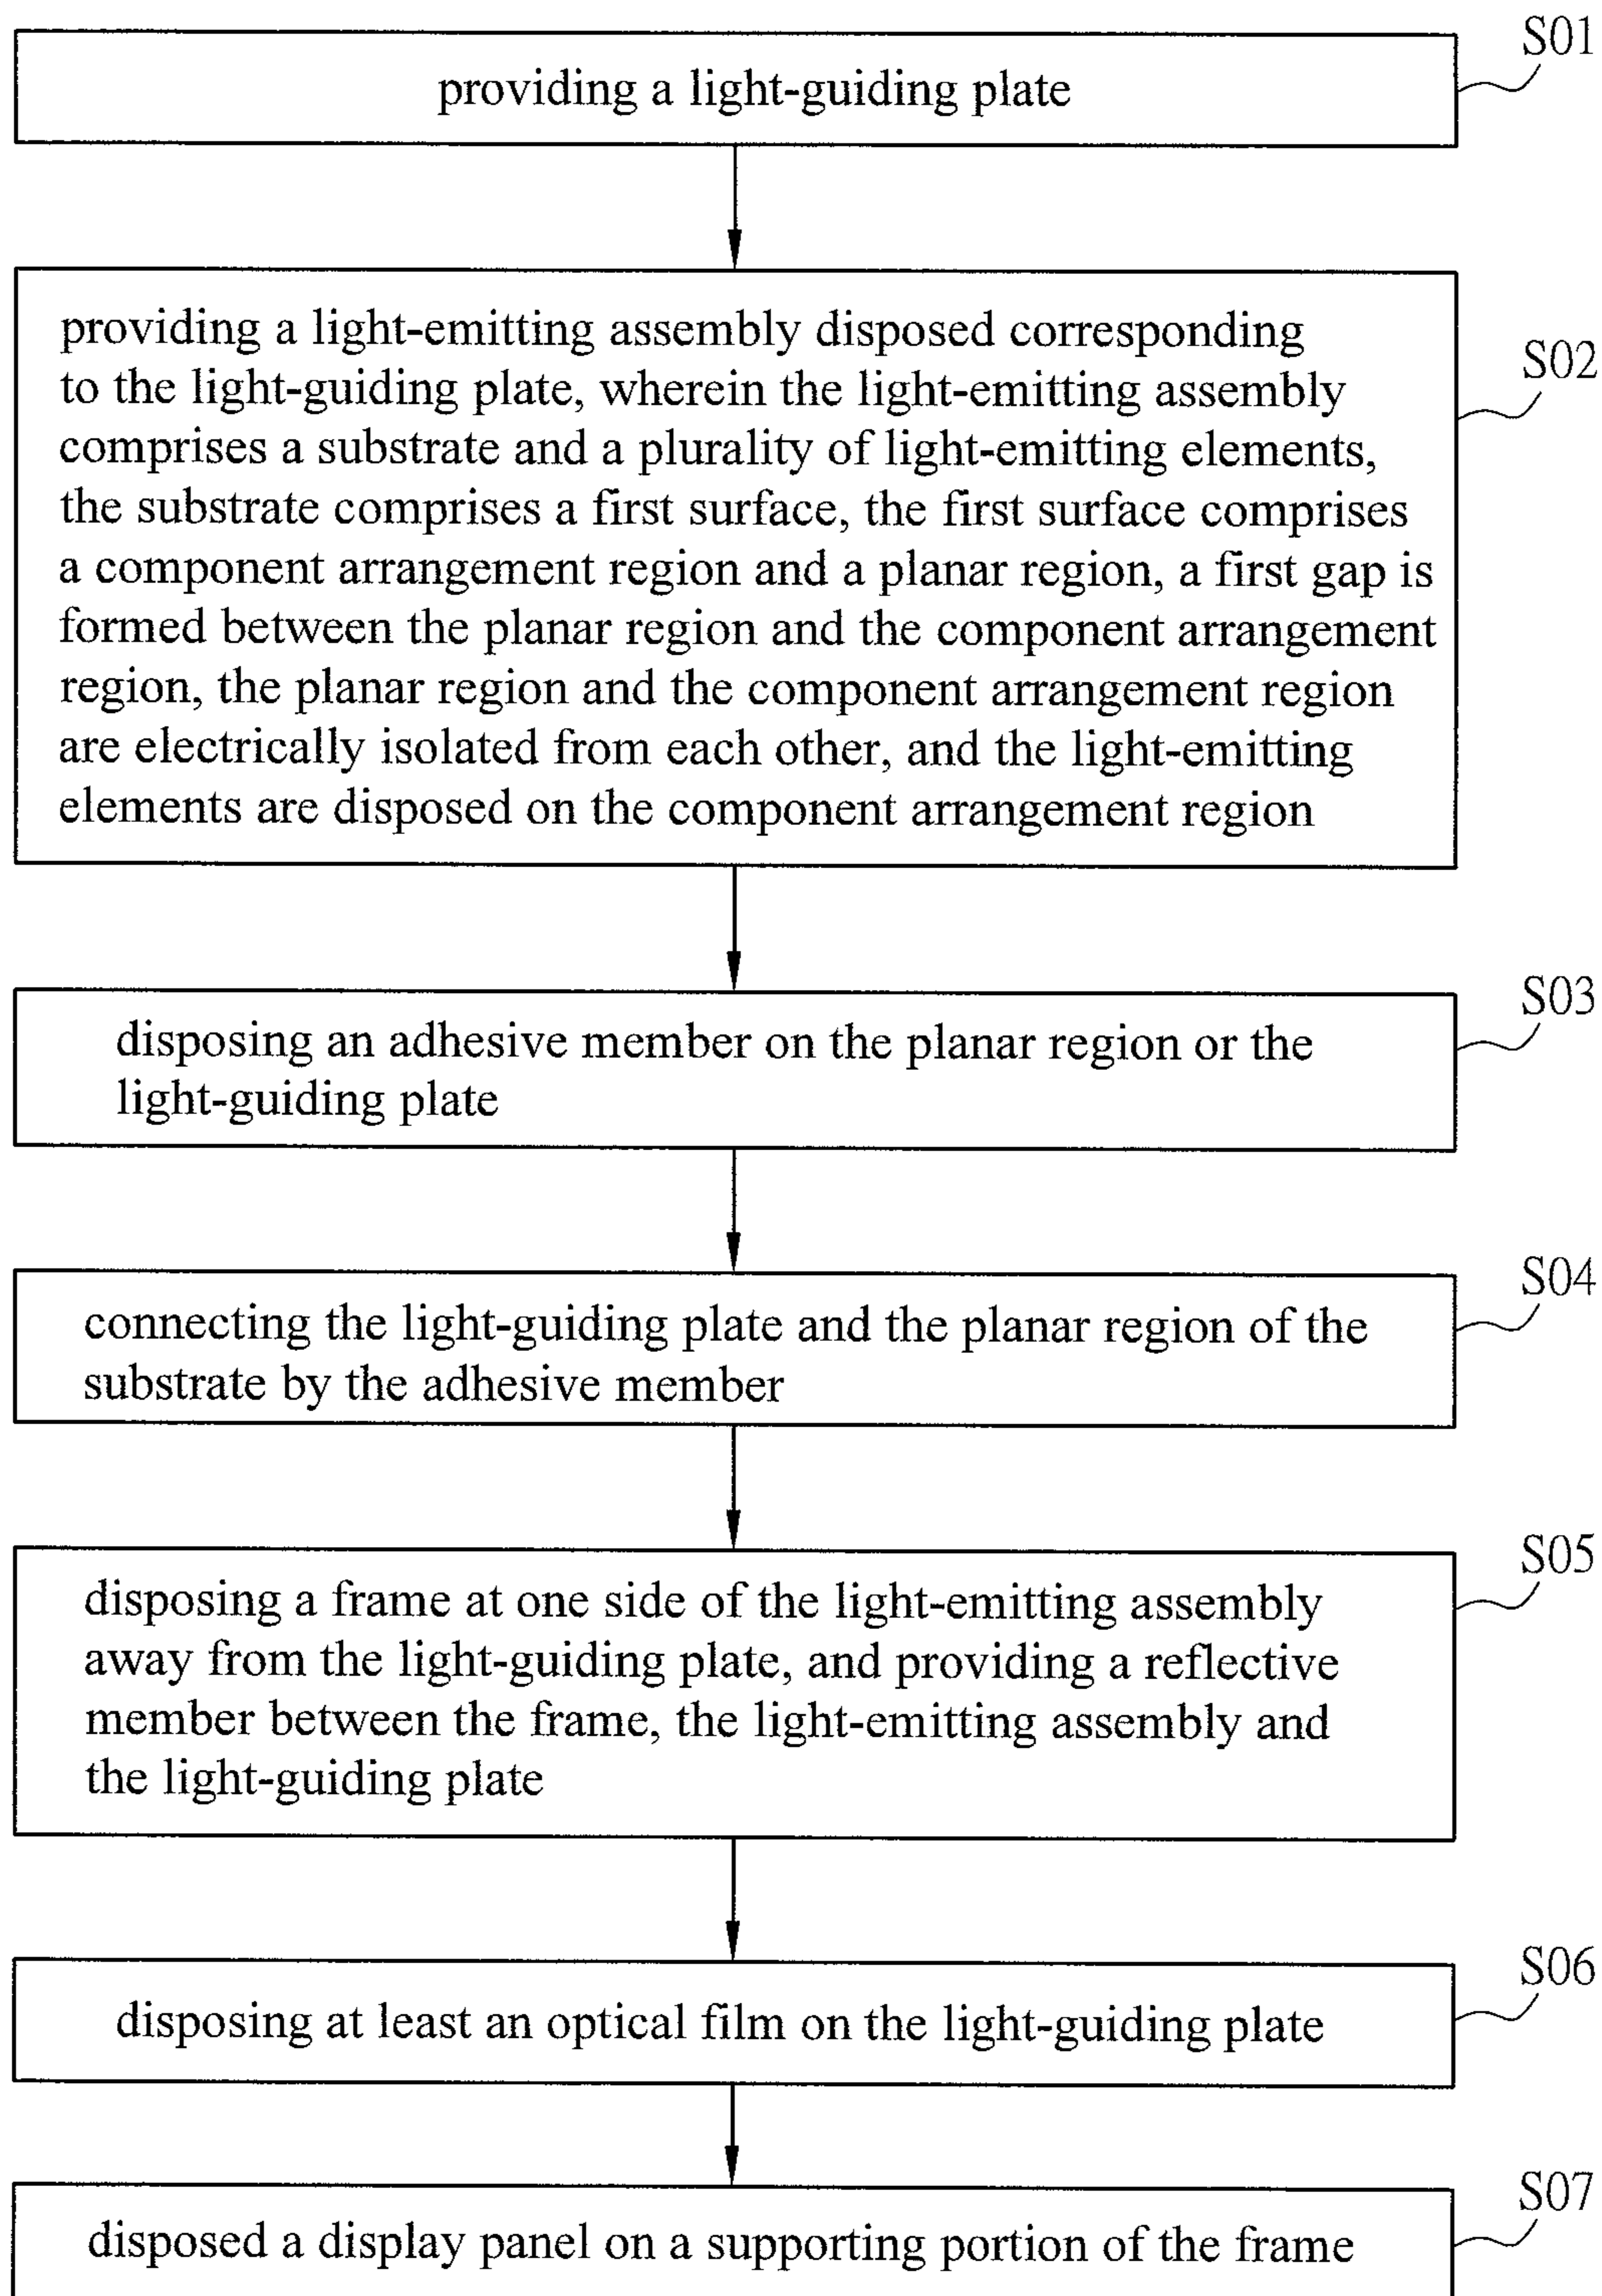 S01
providing a light-guiding plate
S02
providing a light-emitting assembly disposed corresponding
to the light-guiding plate, wherein the light-emitting assembly
comprises a substrate and a plurality of light-emitting elements,
the substrate comprises a first surface, the first surface comprises
a component arrangement region and a planar region, a first gap is
formed between the planar region and the component arrangement
region, the planar region and the component arrangement region
are electrically isolated from each other, and the light-emitting
elements are disposed on the component arrangement region
S03
disposing an adhesive member on the planar region or the
light-guiding plate
S04
connecting the light-guiding plate and the planar region of the
substrate by the adhesive member
S05
disposing a frame at one side of the light-emitting assembly
away from the light-guiding plate, and providing a reflective
member between the frame, the light-emitting assembly and
the light-guiding plate
S06
disposing at least an optical film on the light-guiding plate
S07
disposed a display panel on a supporting portion of the frame